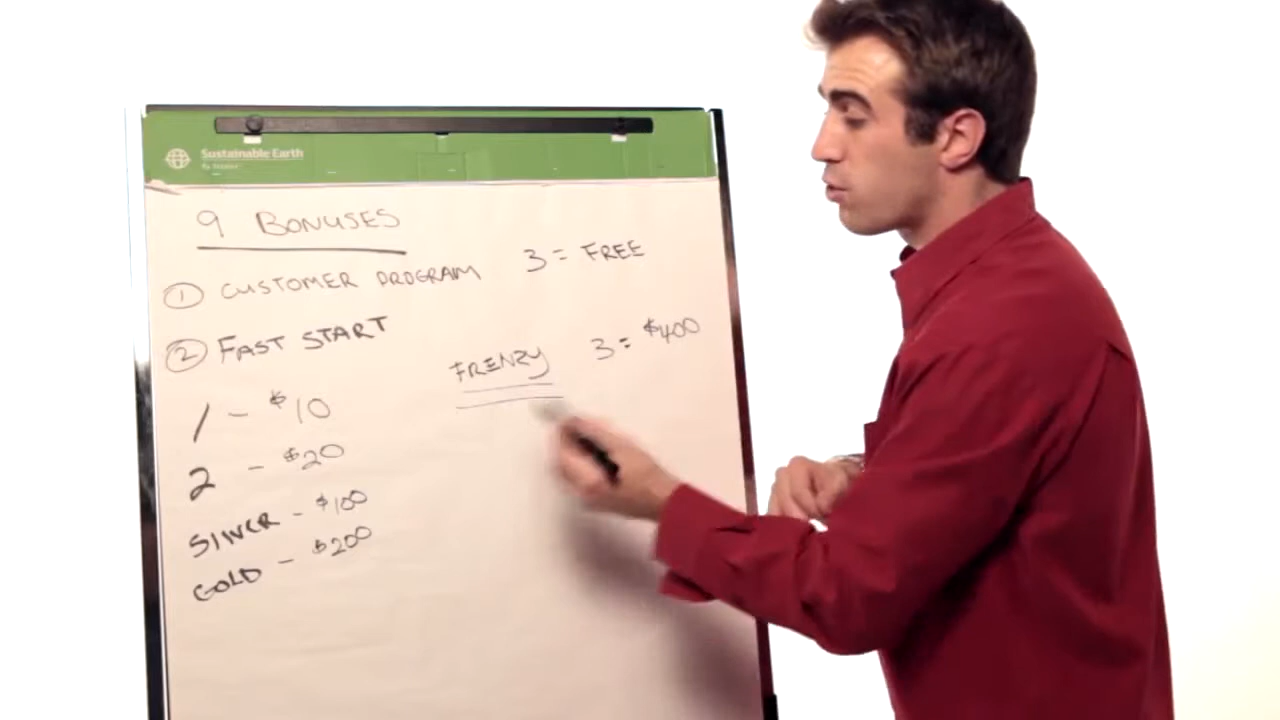 Sustainable Earth
9 BONUSES
① CUSTOMER PROGRAM 3 = FREE
② FAST START
FRENZY 3 = $400
1 - $10
2 - $20
SILVER - $100
GOLD - $200